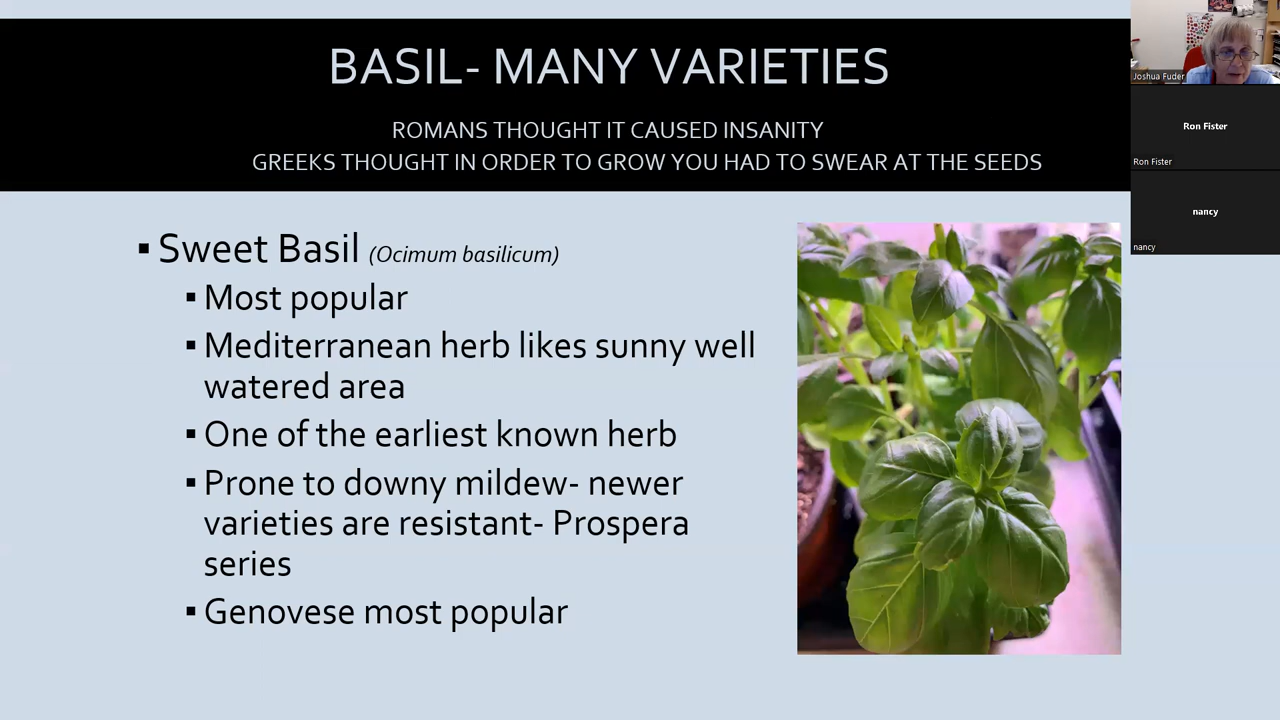 BASIL- MANY VARIETIES
ROMANS THOUGHT IT CAUSED INSANITY
GREEKS THOUGHT IN ORDER TO GROW YOU HAD TO SWEAR AT THE SEEDS
▪ Sweet Basil (Ocimum basilicum)
▪ Most popular
▪ Mediterranean herb likes sunny well
watered area
▪ One of the earliest known herb
▪ Prone to downy mildew- newer
varieties are resistant- Prospera
series
▪ Genovese most popular
Joshua Fuder
Ron Fister
Ron Fister
nancy
nancy